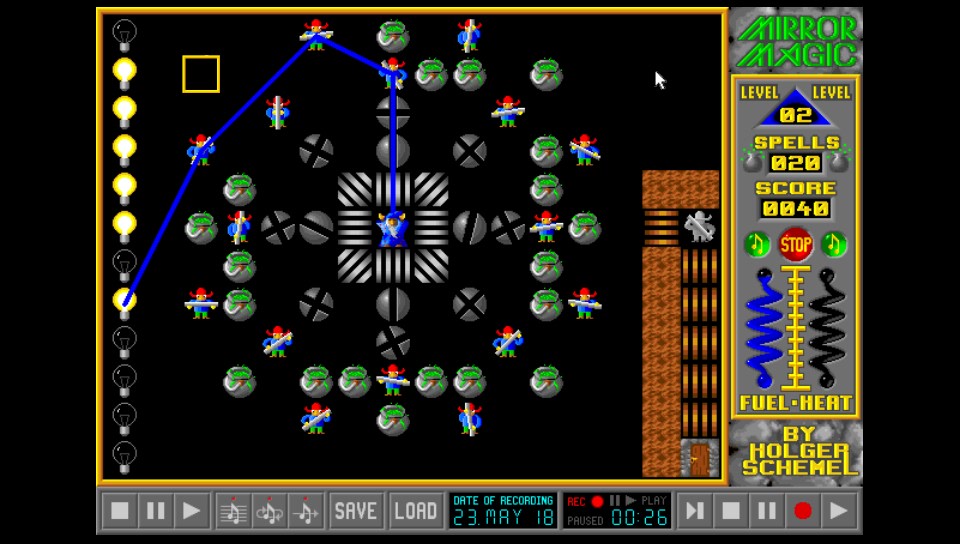 MIRROR
MAGIC
LEVEL LEVEL
02
SPELLS
020
SCORE
0040
STOP
FUEL·HEAT
BY
HOLGER
SCHEMEL
SAVE LOAD
DATE OF RECORDING
23.MAY 18
REC PLAY
PAUSED 00:26